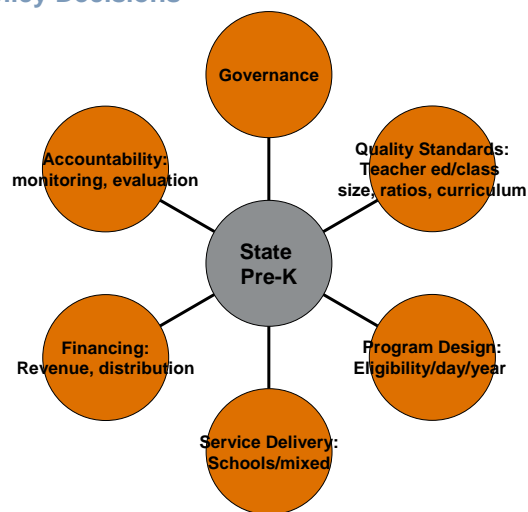 Decisions
Governance
Quality Standards:
Teacher ed/class
size, ratios, curriculum
Accountability:
monitoring, evaluation
State
Pre-K
Financing:
Revenue, distribution
Program Design:
Eligibility/day/year
Service Delivery:
Schools/mixed